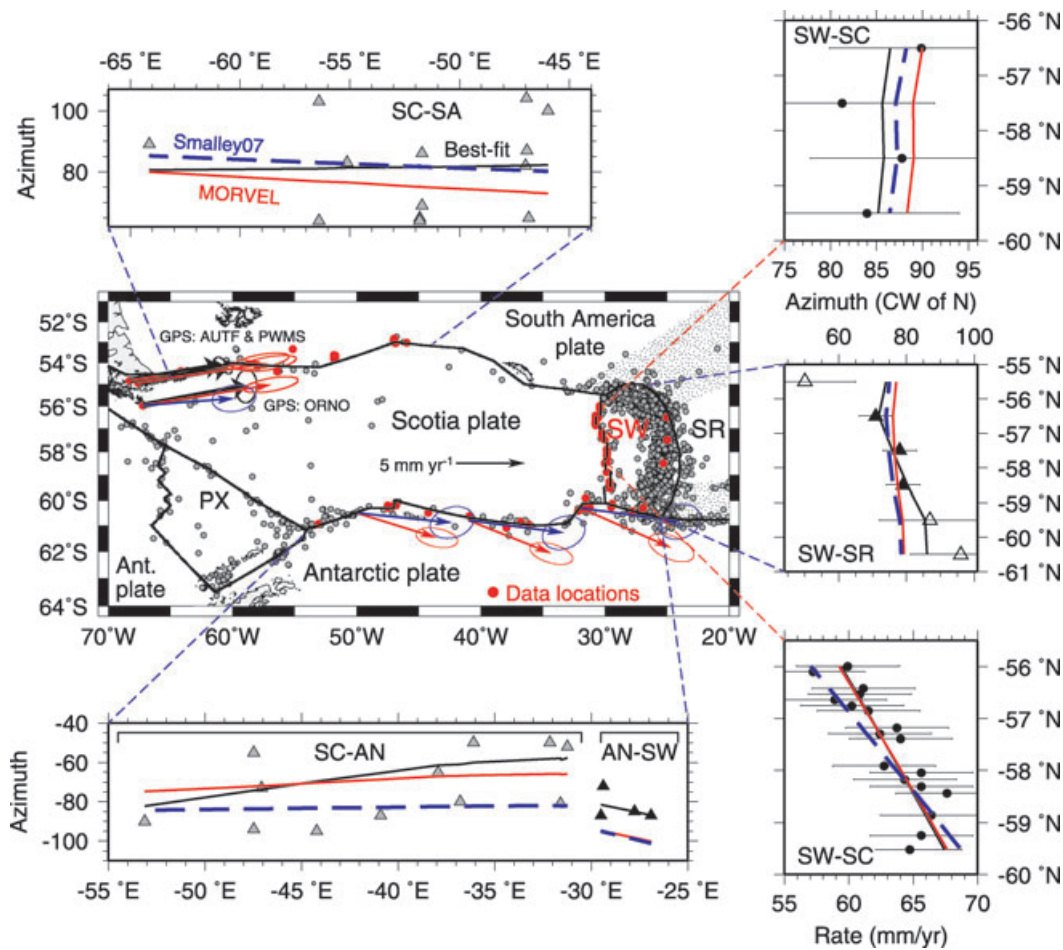 -65 ˚E
-60 ˚E
-55 ˚E
-50 ˚E
-45 ˚E
SC-SA
100
80
Azimuth
Smalley07
Best-fit
MORVEL
SW-SC
-56 ˚N
-57 ˚N
-58 ˚N
-59 ˚N
-60 ˚N
75
85
90
95
Azimuth (CW of N)
60
80
100
-55 ˚N
-56 ˚N
-57 ˚N
-58 ˚N
-59 ˚N
-60 ˚N
-61 ˚N
SW-SR
52˚S
54˚S
56˚S
58˚S
60˚S
62˚S
64˚S
GPS: AUTF & PWMS
GPS: ORNO
South America
plate
Scotia plate
SW
SR
5 mm yr-1
PX
Ant.
plate
Antarctic plate
Data locations
70˚W
60˚W
50˚W
40˚W
30˚W
20˚W
-40
-60
-80
-100
Azimuth
SC-AN
AN-SW
-55 ˚E
-50 ˚E
-45 ˚E
-40 ˚E
-35 ˚E
-30 ˚E
-25 ˚E
-56 ˚N
-57 ˚N
-58 ˚N
-59 ˚N
-60 ˚N
SW-SC
55
60
65
70
Rate (mm/yr)